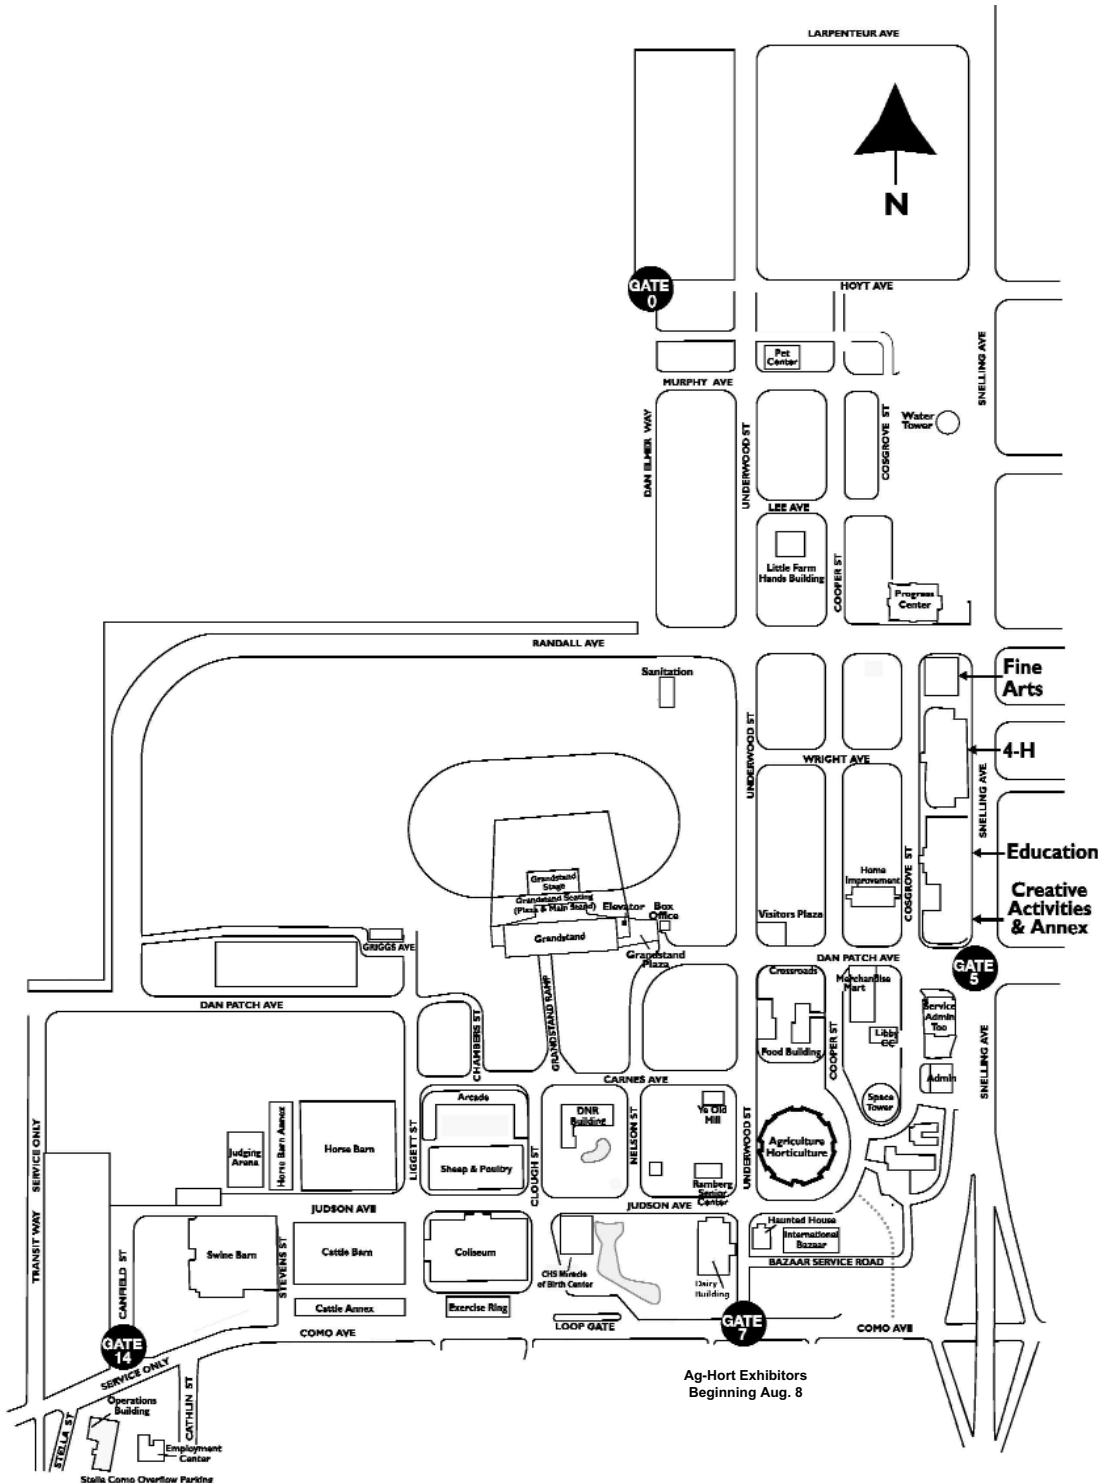 LARPENTEUR AVE
N
GATE
0
HOYT AVE
SNELLING AVE
Pet
Center
MURPHY AVE
DAN ELMER WAY
UNDERWOOD ST
COSGROVE ST
Water
Tower
LEE AVE
Little Farm
Hands Building
COOPER ST
Progress
Center
RANDALL AVE
Sanitation
Fine
Arts
UNDERWOOD ST
WRIGHT AVE
4-H
SNELLING AVE
Education
COSGROVE ST
Home
Improvement
Creative
Activities
& Annex
Grandstand
Stage
Grandstand Seating
(Plaza & Main Stand)
Elevator
Box
Office
Visitors Plaza
Grandstand
Grandstand
Plaza
GRIGGS AVE
DAN PATCH AVE
GATE
5
Crossroads
Merchandise
Mart
DAN PATCH AVE
GRANDSTAND RAMP
CHAMBERS ST
Service
Admin
Too
Libby
CC
Food Building
COOPER ST
SNELLING AVE
CARNES AVE
Admin
Arcade
DNR
Building
Ye Old
Mill
Space
Tower
TRANSIT WAY SERVICE ONLY
Judging
Arena
Horse Barn Annex
Horse Barn
LIGGETT ST
Sheep & Poultry
CLOUGH ST
NELSON ST
UNDERWOOD ST
Agriculture
Horticulture
Ramberg
Senior
Center
JUDSON AVE
JUDSON AVE
Haunted House
International
Bazaar
BAZAAR SERVICE ROAD
CANFIELD ST
Swine Barn
STEVENS ST
Cattle Barn
Coliseum
CHS Miracle
of Birth Center
Dairy
Building
Cattle Annex
Exercise Ring
LOOP GATE
GATE
7
COMO AVE
COMO AVE
GATE
14
SERVICE ONLY
Ag-Hort Exhibitors
Beginning Aug. 8
CATHLIN ST
STELLA ST
Operations
Building
Employment
Center
Stella Como Overflow Parking